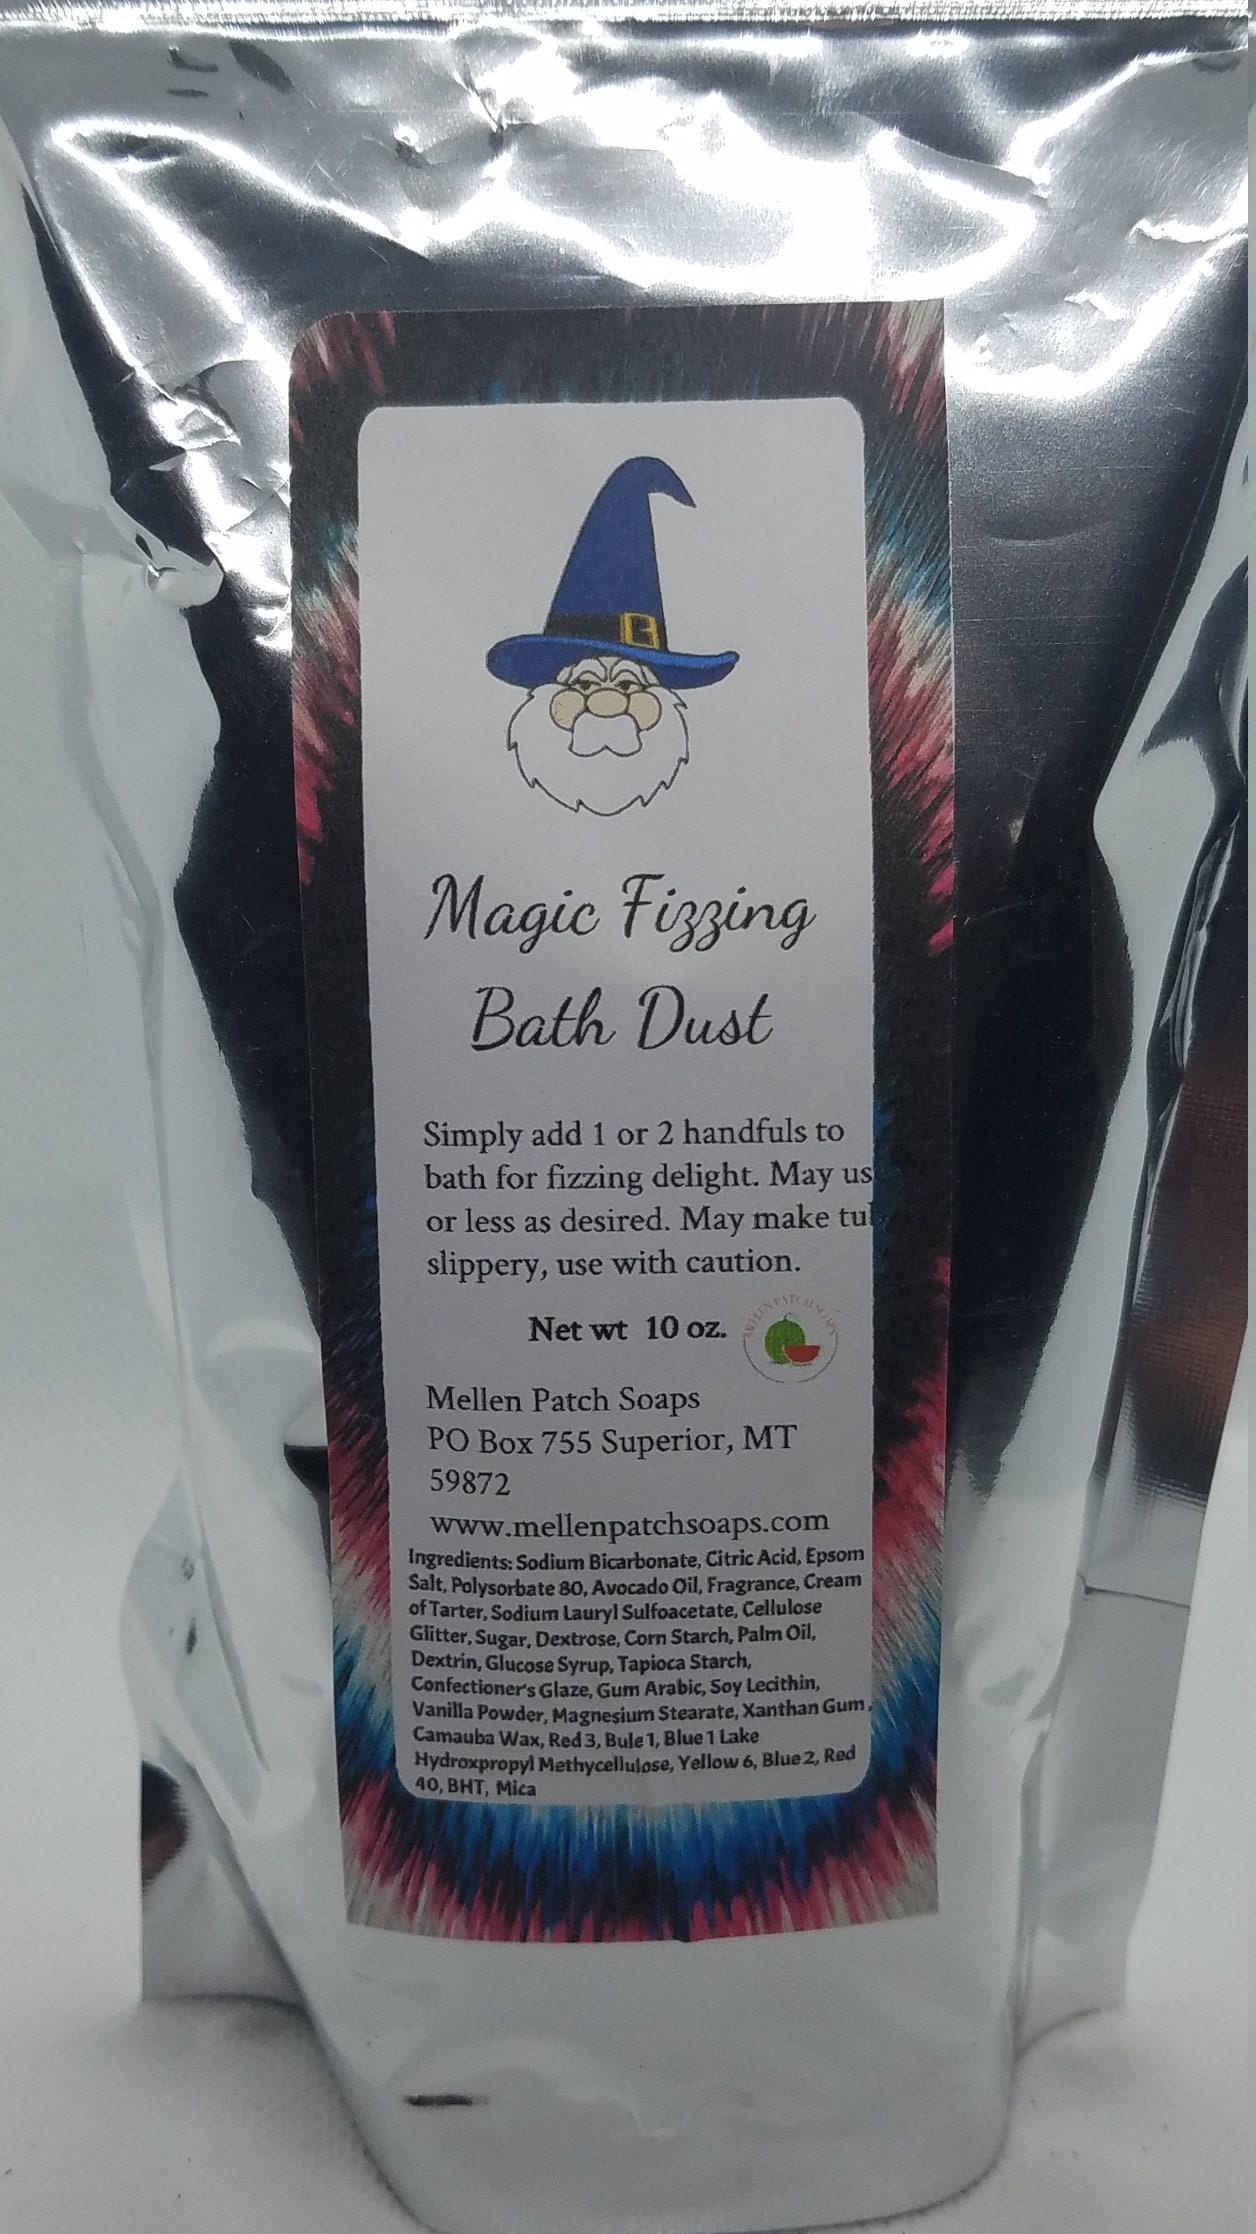 Magic Fizzing
Bath Dust
Simply add 1 or 2 handfuls to
bath for fizzing delight. May us
or less as desired. May make tub
slippery, use with caution.
Net wt 10 oz.
MELLEN PATCH SOAPS
Mellen Patch Soaps
PO Box 755 Superior, MT
59872
www.mellenpatchsoaps.com
Ingredients: Sodium Bicarbonate, Citric Acid, Epsom
Salt, Polysorbate 80, Avocado Oil, Fragrance, Cream
of Tarter, Sodium Lauryl Sulfoacetate, Cellulose
Glitter, Sugar, Dextrose, Corn Starch, Palm Oil,
Dextrin, Glucose Syrup, Tapioca Starch,
Confectioner's Glaze, Gum Arabic, Soy Lecithin,
Vanilla Powder, Magnesium Stearate, Xanthan Gum,
Camauba Wax, Red 3, Bule 1, Blue 1 Lake
Hydroxpropyl Methycellulose, Yellow 6, Blue 2, Red
40, BHT, Mica